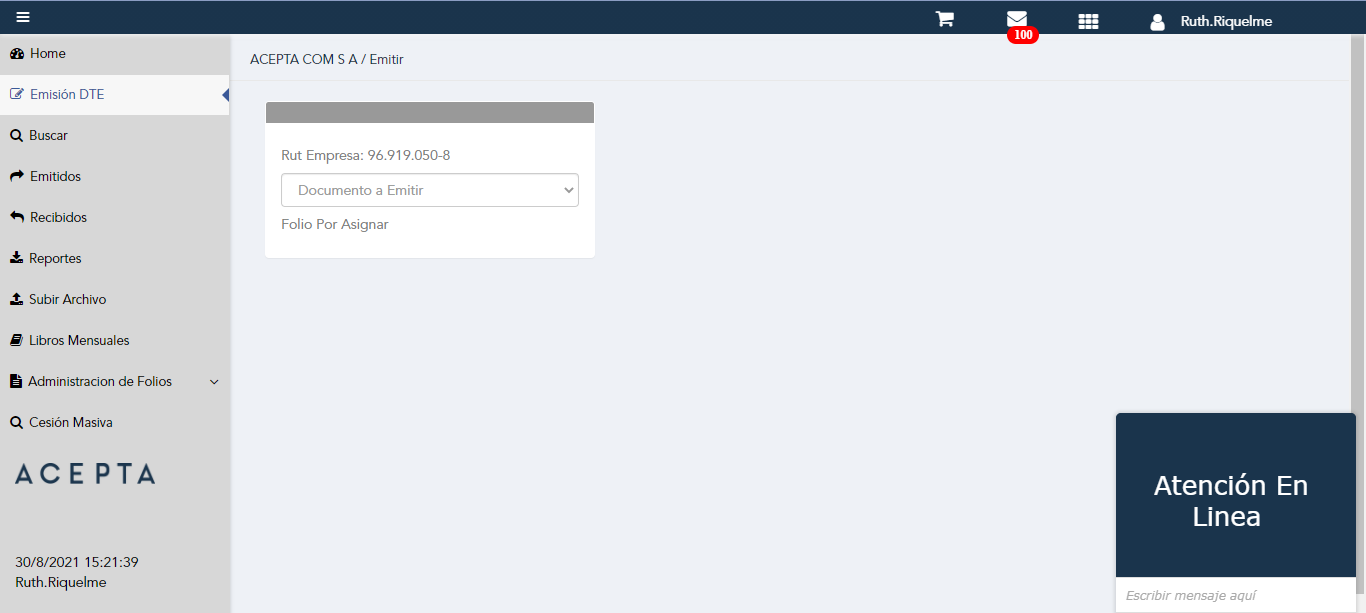 100
Ruth.Riquelme
Home
Emisión DTE
Buscar
Emitidos
Recibidos
Reportes
Subir Archivo
Libros Mensuales
Administracion de Folios
Cesión Masiva
ACEPTA
30/8/2021 15:21:39
Ruth.Riquelme
ACEPTA COM S A / Emitir
Rut Empresa: 96.919.050-8
Documento a Emitir
Folio Por Asignar
Atención En
Linea
Escribir mensaje aquí